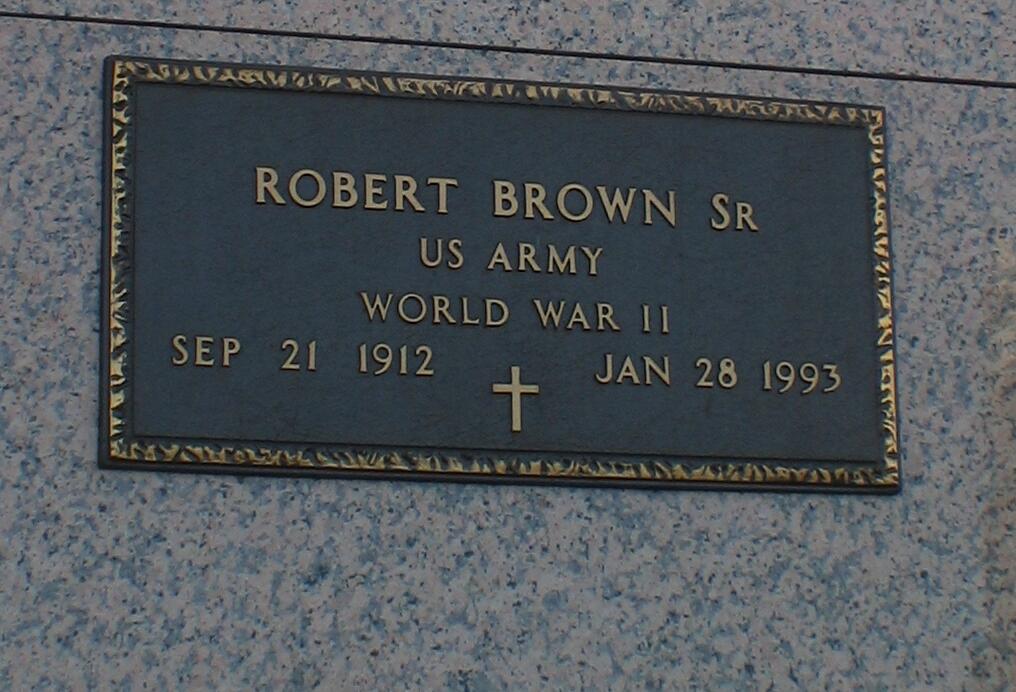 ROBERT BROWN SR
US ARMY
WORLD WAR II
SEP 21 1912 JAN 28 1993